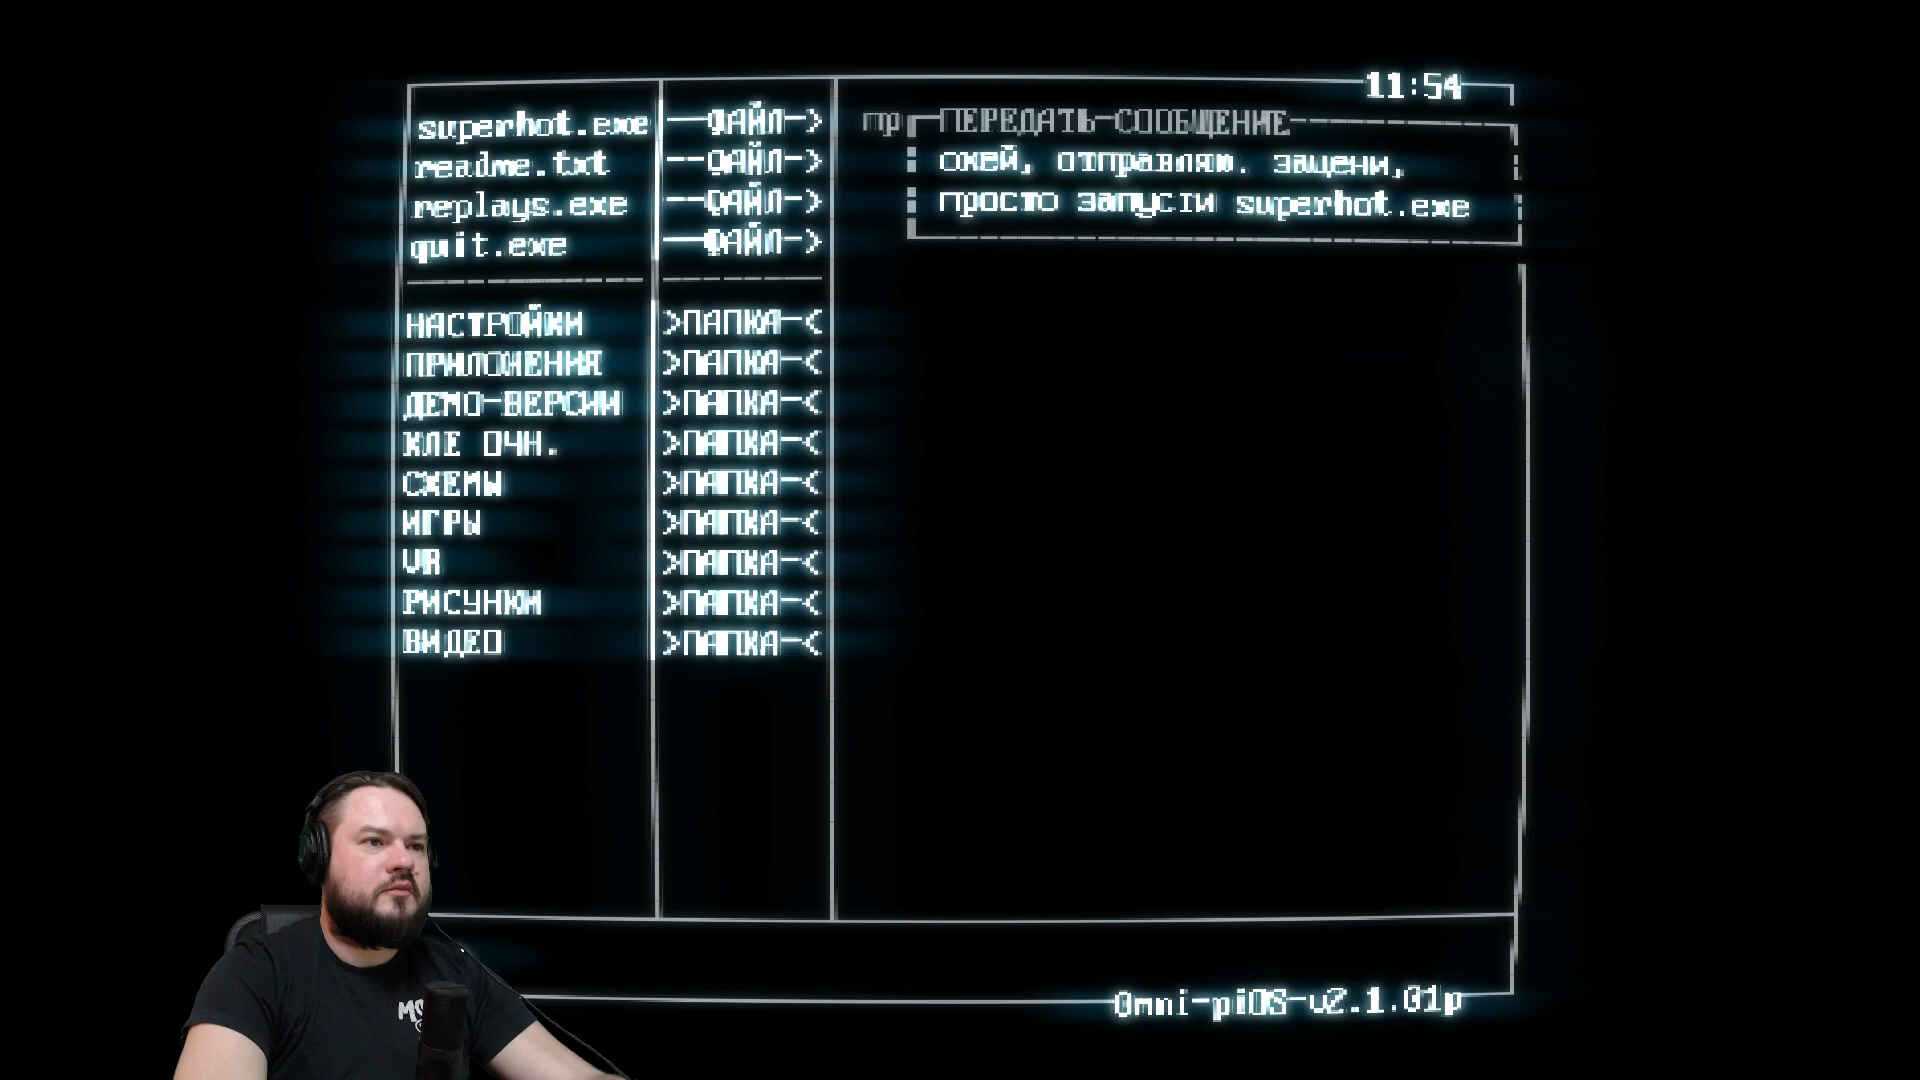 11:54
superhot.exe —ФАЙЛ—>
readme.txt —ФАЙЛ—>
replays.exe —ФАЙЛ—>
quit.exe —ФАЙЛ—>
НАСТРОЙКИ >ПАПКА—<
ПРИЛОЖЕНИЯ >ПАПКА—<
ДЕМО-ВЕРСИИ >ПАПКА—<
КЛЕ ОЧН. >ПАПКА—<
СХЕМЫ >ПАПКА—<
ИГРЫ >ПАПКА—<
VR >ПАПКА—<
РИСУНКИ >ПАПКА—<
ВИДЕО >ПАПКА—<
пр
ПЕРЕДАТЬ СООБЩЕНИЕ
окей, отправляю. зацени,
просто запусти superhot.exe
Omni-piOS-v2.1.01p